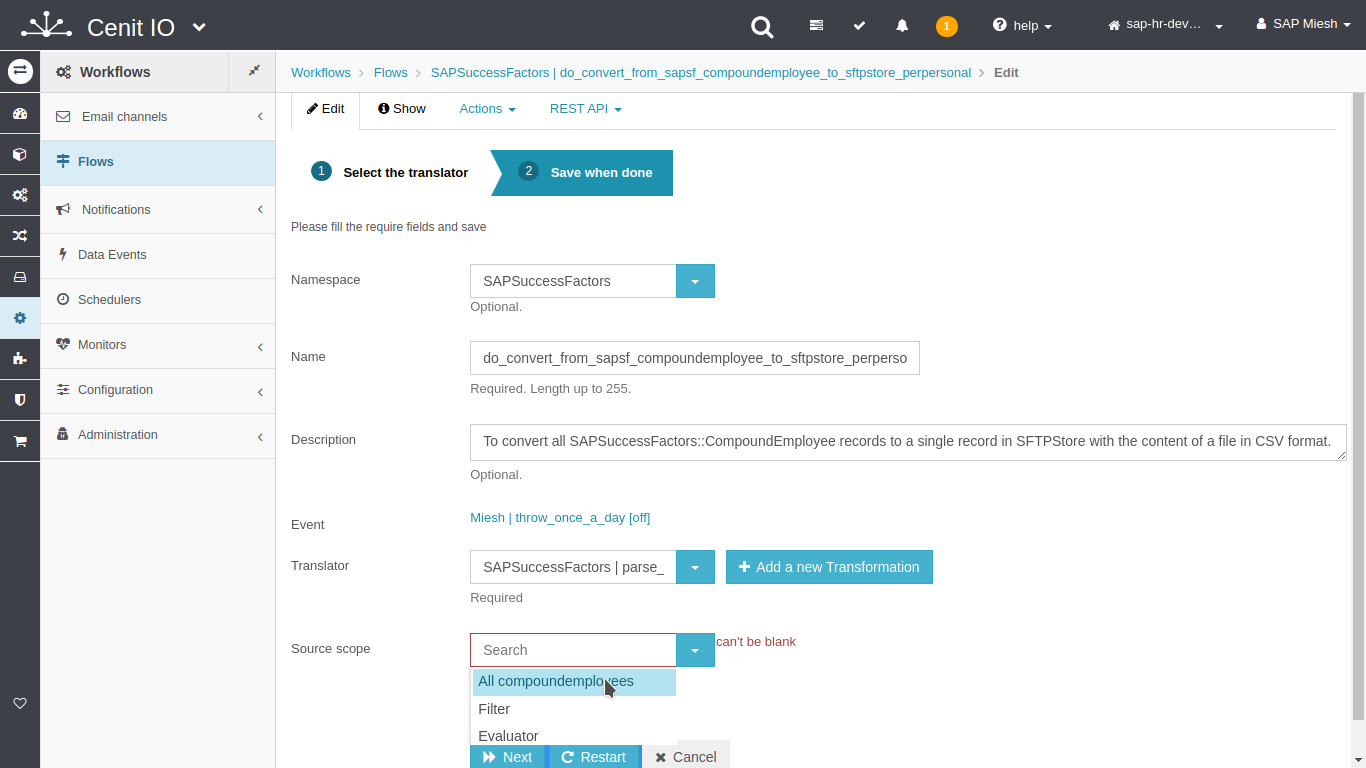 Cenit IO
1
help
sap-hr-dev…
SAP Miesh
Workflows
Workflows > Flows > SAPSuccessFactors | do_convert_from_sapsf_compoundemployee_to_sftpstore_perpersonal > Edit
Email channels
Flows
Notifications
Data Events
Schedulers
Monitors
Configuration
Administration
Edit Show Actions REST API
1 Select the translator
2 Save when done
Please fill the require fields and save
Namespace
SAPSuccessFactors
Optional.
Name
do_convert_from_sapsf_compoundemployee_to_sftpstore_perperso
Required. Length up to 255.
Description
To convert all SAPSuccessFactors::CompoundEmployee records to a single record in SFTPStore with the content of a file in CSV format.
Optional.
Event
Miesh | throw_once_a_day [off]
Translator
SAPSuccessFactors | parse_
Add a new Transformation
Required
Source scope
Search
can't be blank
All compoundemployees
Filter
Evaluator
Next Restart Cancel